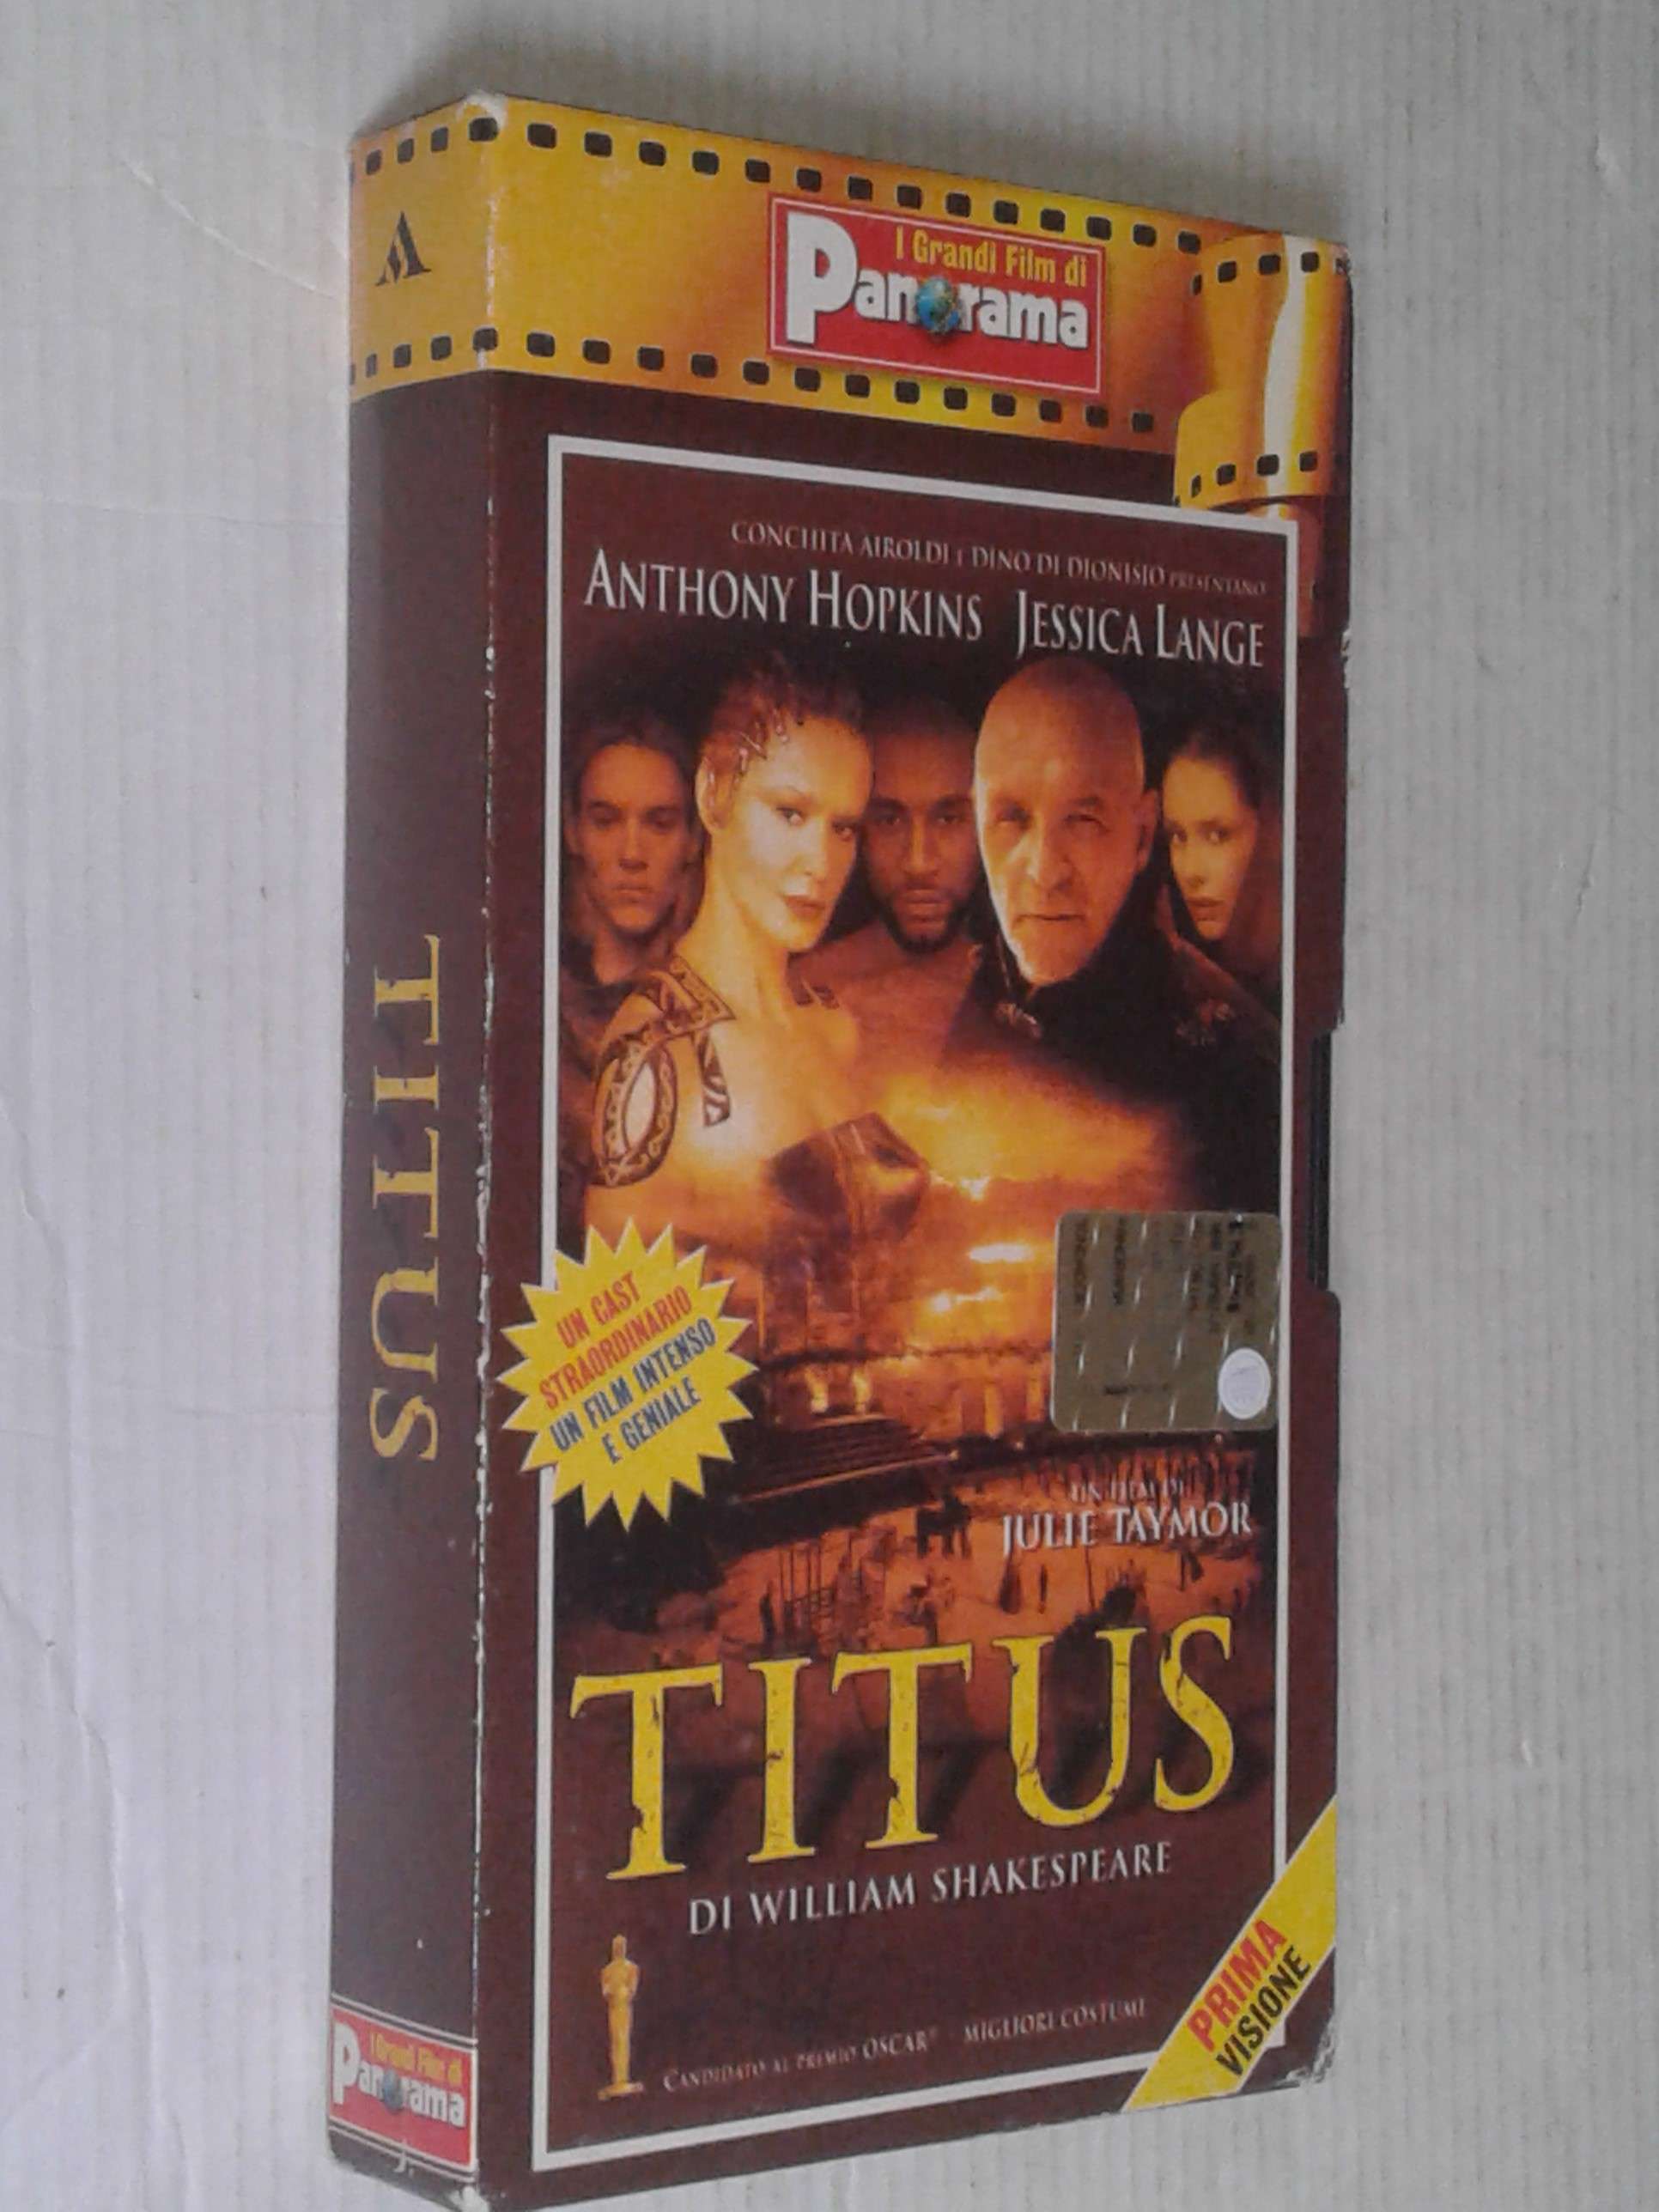 I Grandi Film di
Panorama
CONCHITA AIROLDI E DINO DI DIONISIO PRESENTANO
ANTHONY HOPKINS JESSICA LANGE
UN CAST
STRAORDINARIO
UN FILM INTENSO
E GENIALE
UN FILM DI
JULIE TAYMOR
TITUS
DI WILLIAM SHAKESPEARE
CANDIDATO AL PREMIO OSCAR® - MIGLIORI COSTUMI
PRIMA
VISIONE
TITUS
I Grandi Film di
Panorama